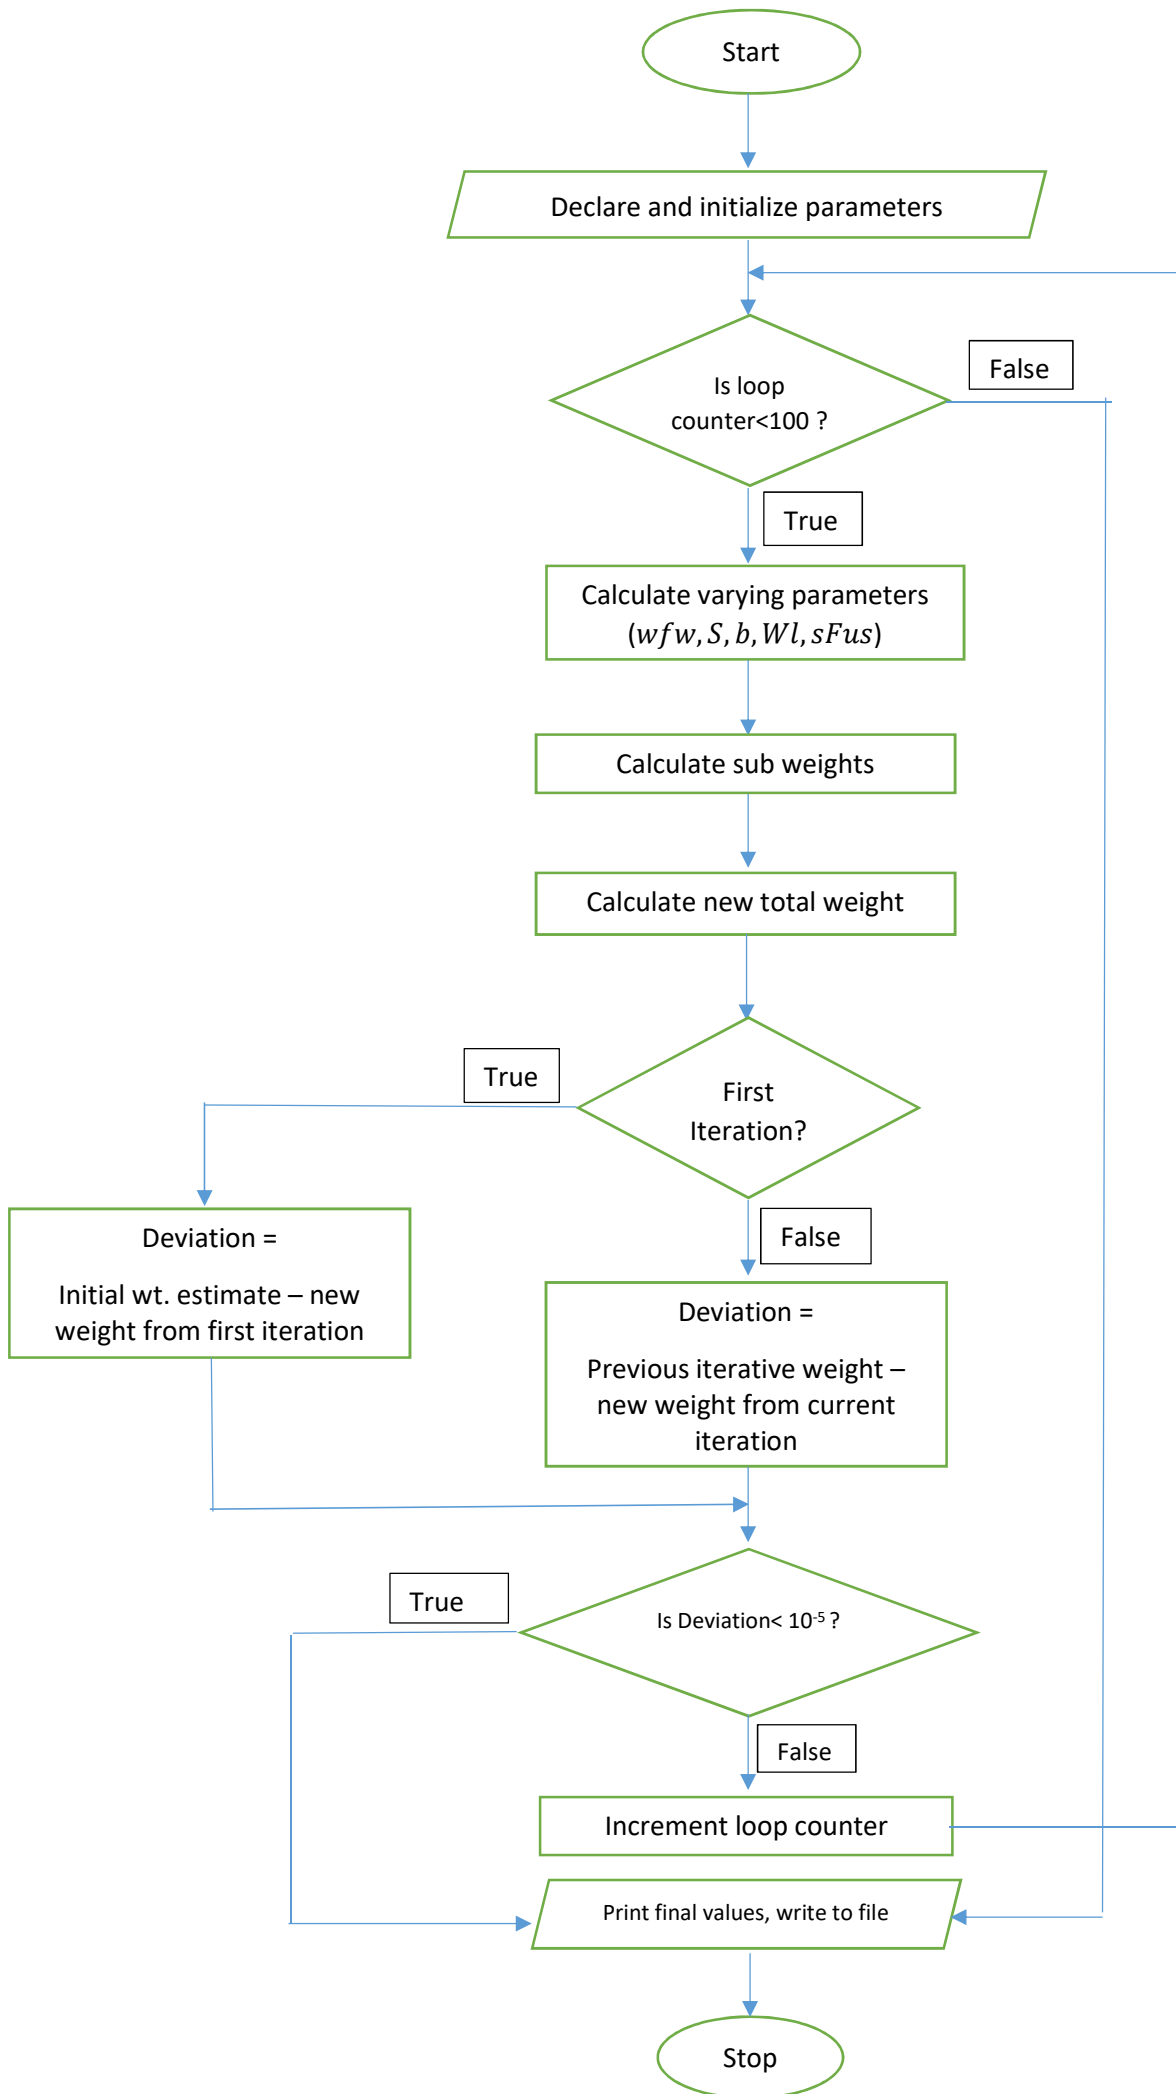 Start
Declare and initialize parameters
Is loop
counter<100 ?
False
True
Calculate varying parameters
(wfw, S, b, Wl, sFus)
Calculate sub weights
Calculate new total weight
First
Iteration?
True
False
Deviation =
Initial wt. estimate – new
weight from first iteration
Deviation =
Previous iterative weight –
new weight from current
iteration
Is Deviation< 10⁻⁵ ?
True
False
Increment loop counter
Print final values, write to file
Stop